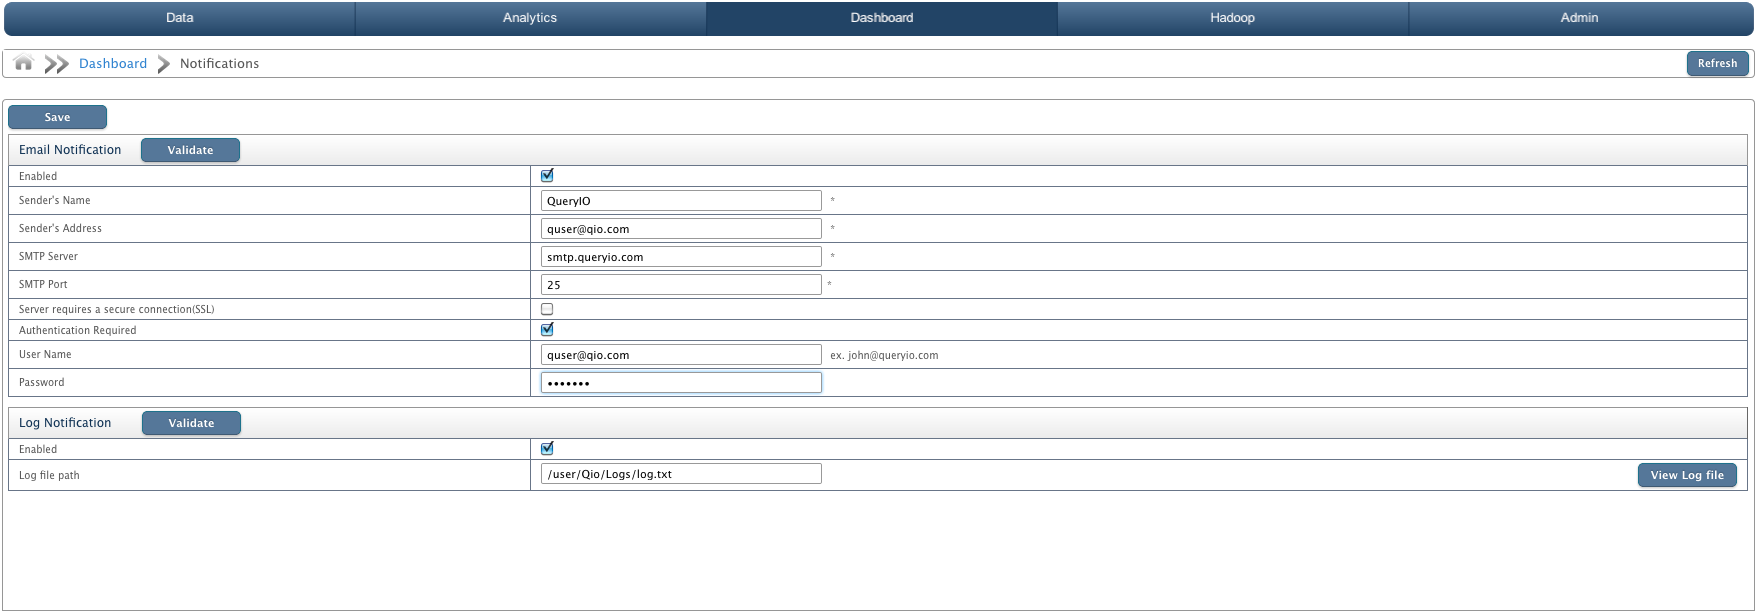 Data Analytics Dashboard Hadoop Admin
Dashboard Notifications Refresh
Save
Email Notification Validate
Enabled
Sender's Name QueryIO *
Sender's Address quser@qio.com *
SMTP Server smtp.queryio.com *
SMTP Port 25 *
Server requires a secure connection(SSL)
Authentication Required
User Name quser@qio.com ex. john@queryio.com
Password •••••••
Log Notification Validate
Enabled
Log file path /user/Qio/Logs/log.txt View Log file